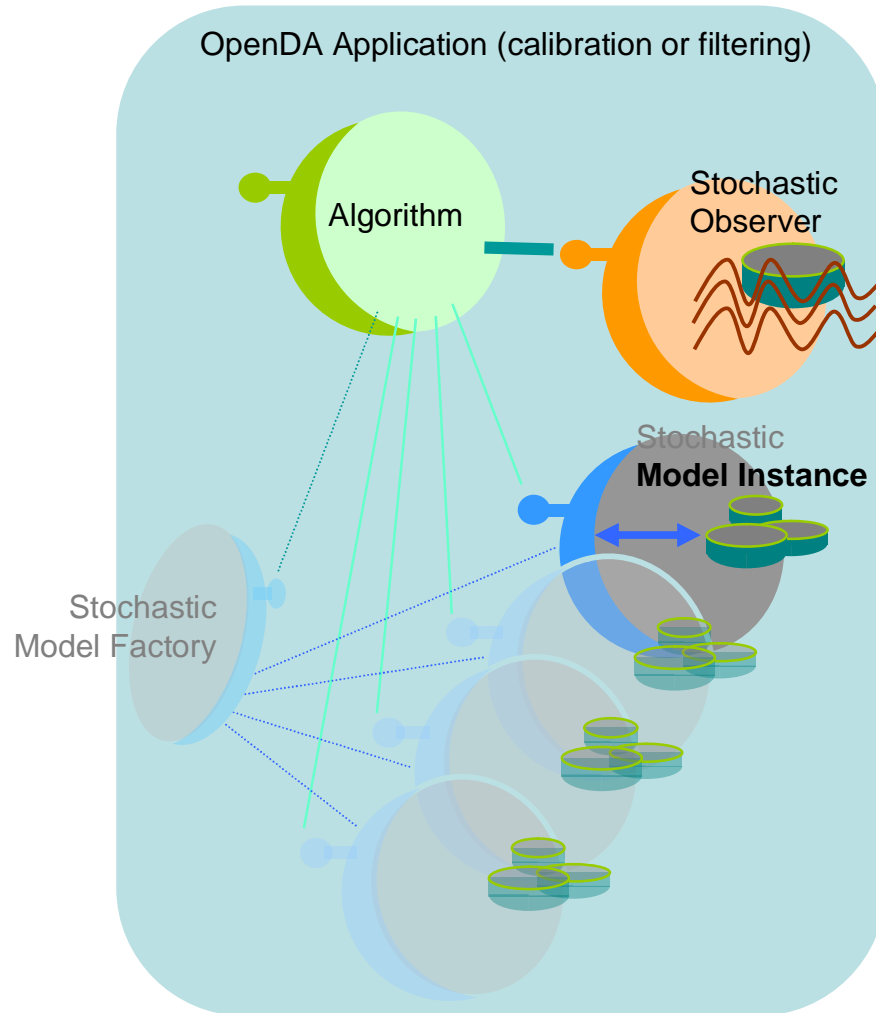 OpenDA Application (calibration or filtering)
Algorithm
Stochastic
Observer
Stochastic
Model Instance
Stochastic
Model Factory